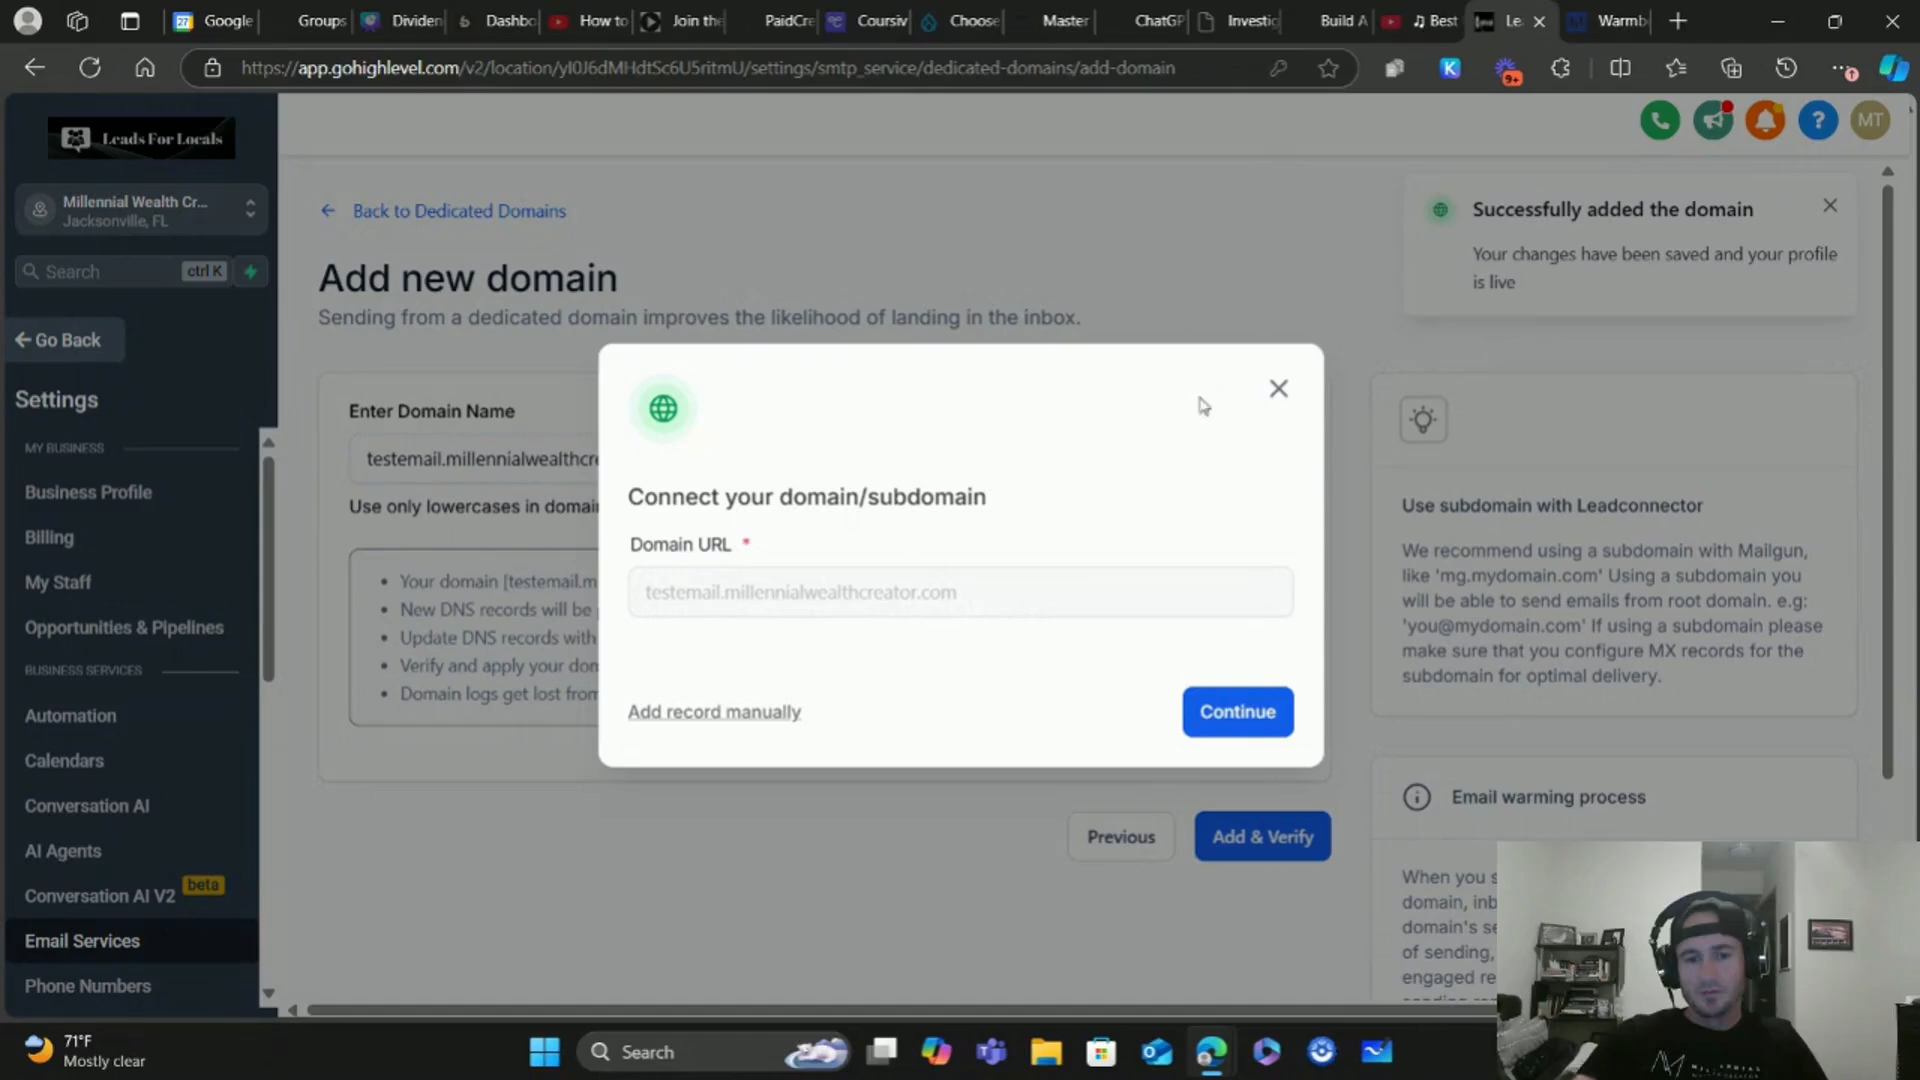 Google
Groups
Dividen
Dashbo
How to
Join the
PaidCre
Coursiv
Choose
Master
ChatGP
Investig
Build A
♫ Best
Le
Warmb
https://app.gohighlevel.com/v2/location/yI0J6dMHdtSc6U5ritmU/settings/smtp_service/dedicated-domains/add-domain
9+
Leads For Locals
Millennial Wealth Cr...
Jacksonville, FL
Search
ctrl K
Go Back
Settings
MY BUSINESS
Business Profile
Billing
My Staff
Opportunities & Pipelines
BUSINESS SERVICES
Automation
Calendars
Conversation AI
AI Agents
Conversation AI V2
beta
Email Services
Phone Numbers
MT
Back to Dedicated Domains
Add new domain
Sending from a dedicated domain improves the likelihood of landing in the inbox.
Enter Domain Name
testemail.millennialwealthcre
Use only lowercases in domai
Your domain [testemail.m
New DNS records will be
Update DNS records with
Verify and apply your do
Domain logs get lost from
Connect your domain/subdomain
Domain URL *
testemail.millennialwealthcreator.com
Add record manually
Continue
Previous
Add & Verify
Successfully added the domain
Your changes have been saved and your profile
is live
Use subdomain with Leadconnector
We recommend using a subdomain with Mailgun,
like 'mg.mydomain.com' Using a subdomain you
will be able to send emails from root domain. e.g:
'you@mydomain.com' If using a subdomain please
make sure that you configure MX records for the
subdomain for optimal delivery.
Email warming process
When you s
domain, inb
domain's se
of sending,
engaged re
71°F
Mostly clear
Search